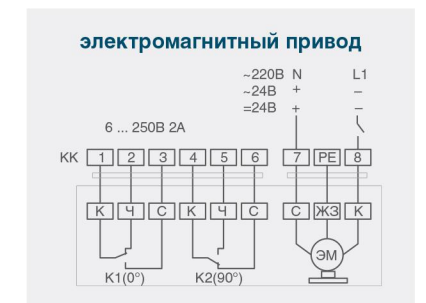 электромагнитный привод
~220В N L1
~24В + –
=24В + –
6 ... 250В 2А
КК 1 2 3 4 5 6 7 РЕ 8
К Ч С К Ч С С ЖЗ К
ЭМ
К1(0°) К2(90°)